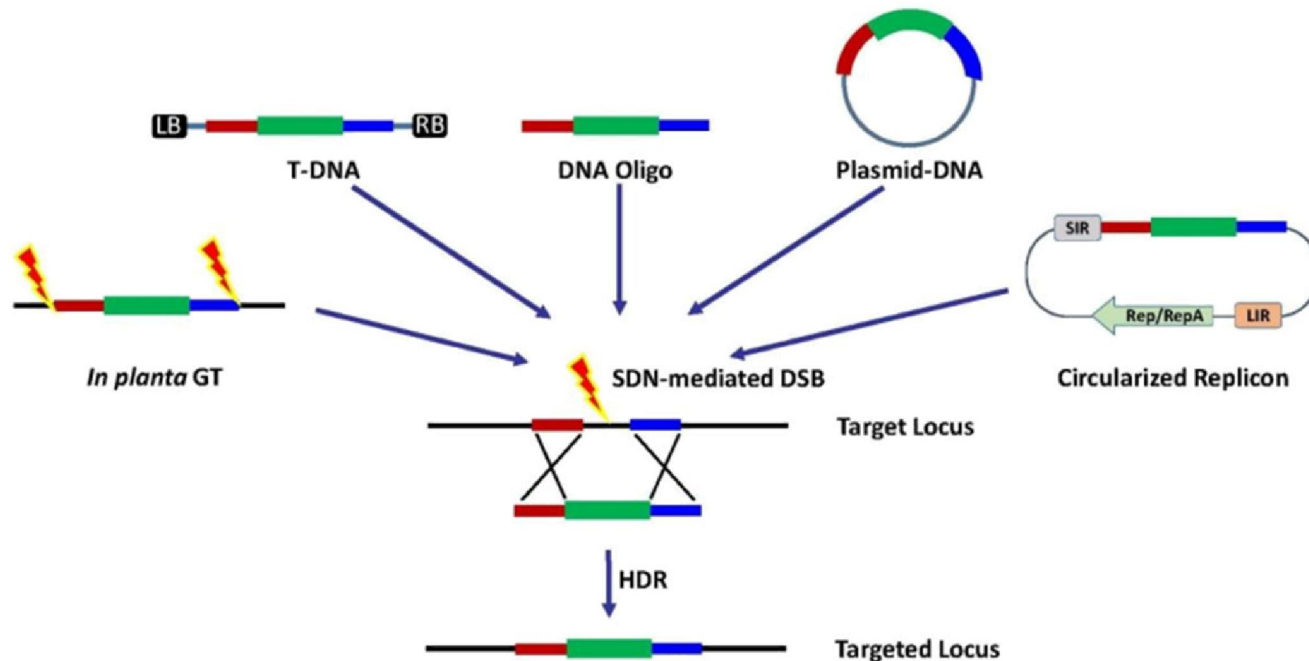 LB
RB
T-DNA
DNA Oligo
Plasmid-DNA
SIR
Rep/RepA
LIR
In planta GT
Circularized Replicon
SDN-mediated DSB
Target Locus
HDR
Targeted Locus